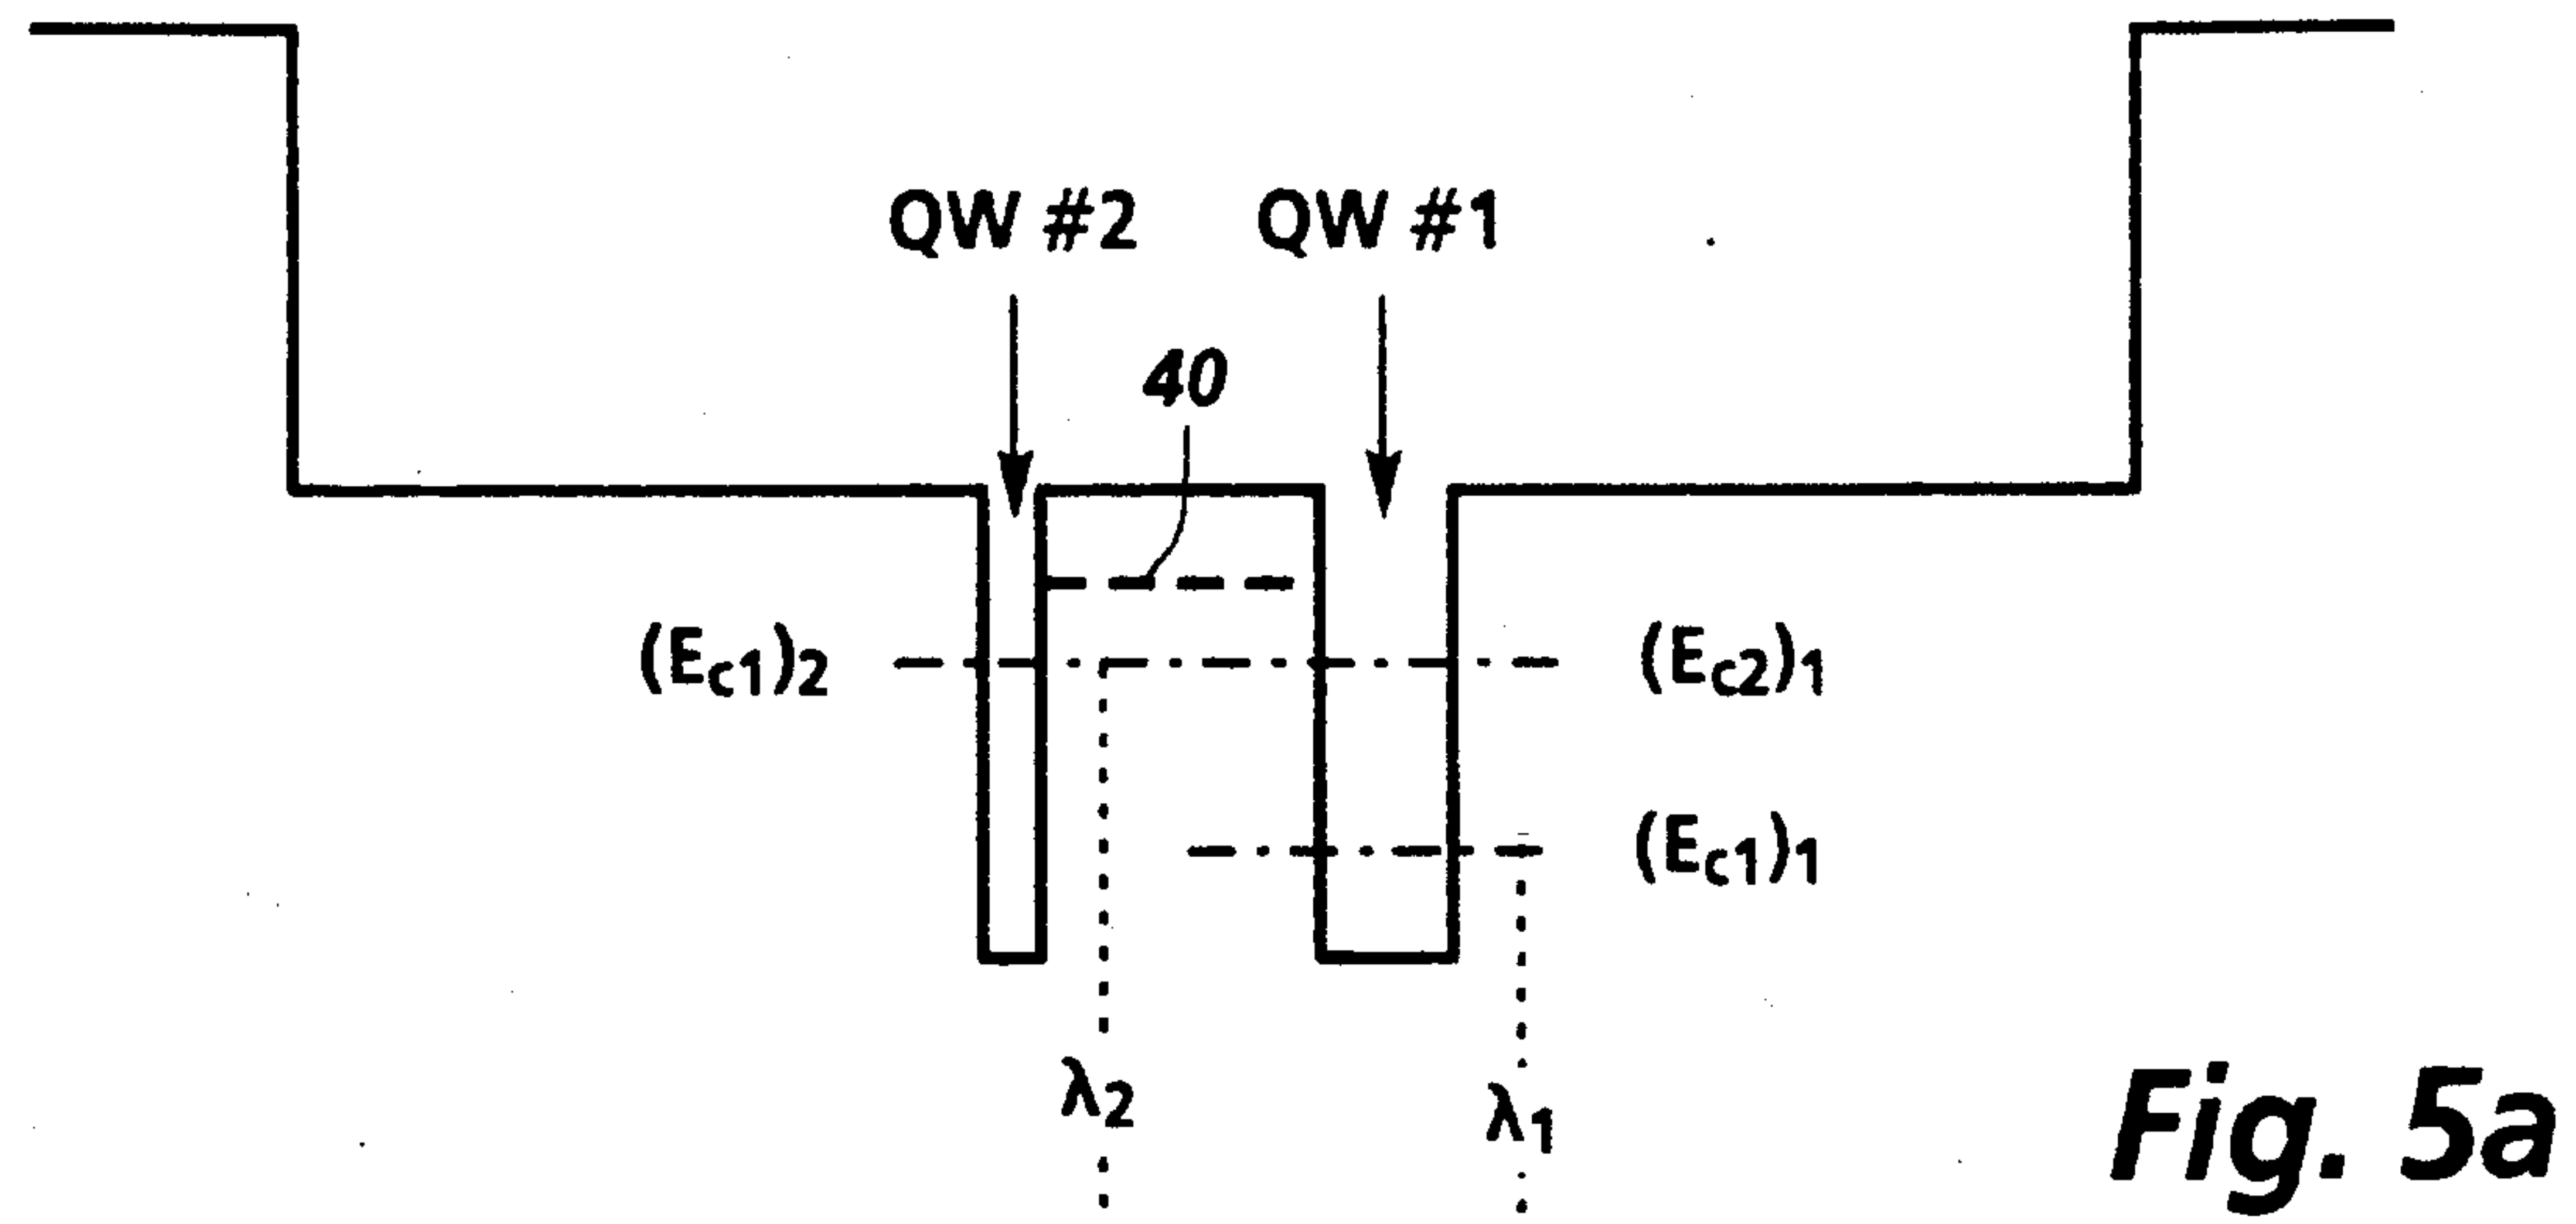 QW #2
QW #1
40
(Ec1)2
(Ec2)1
(Ec1)1
λ2
λ1
Fig. 5a